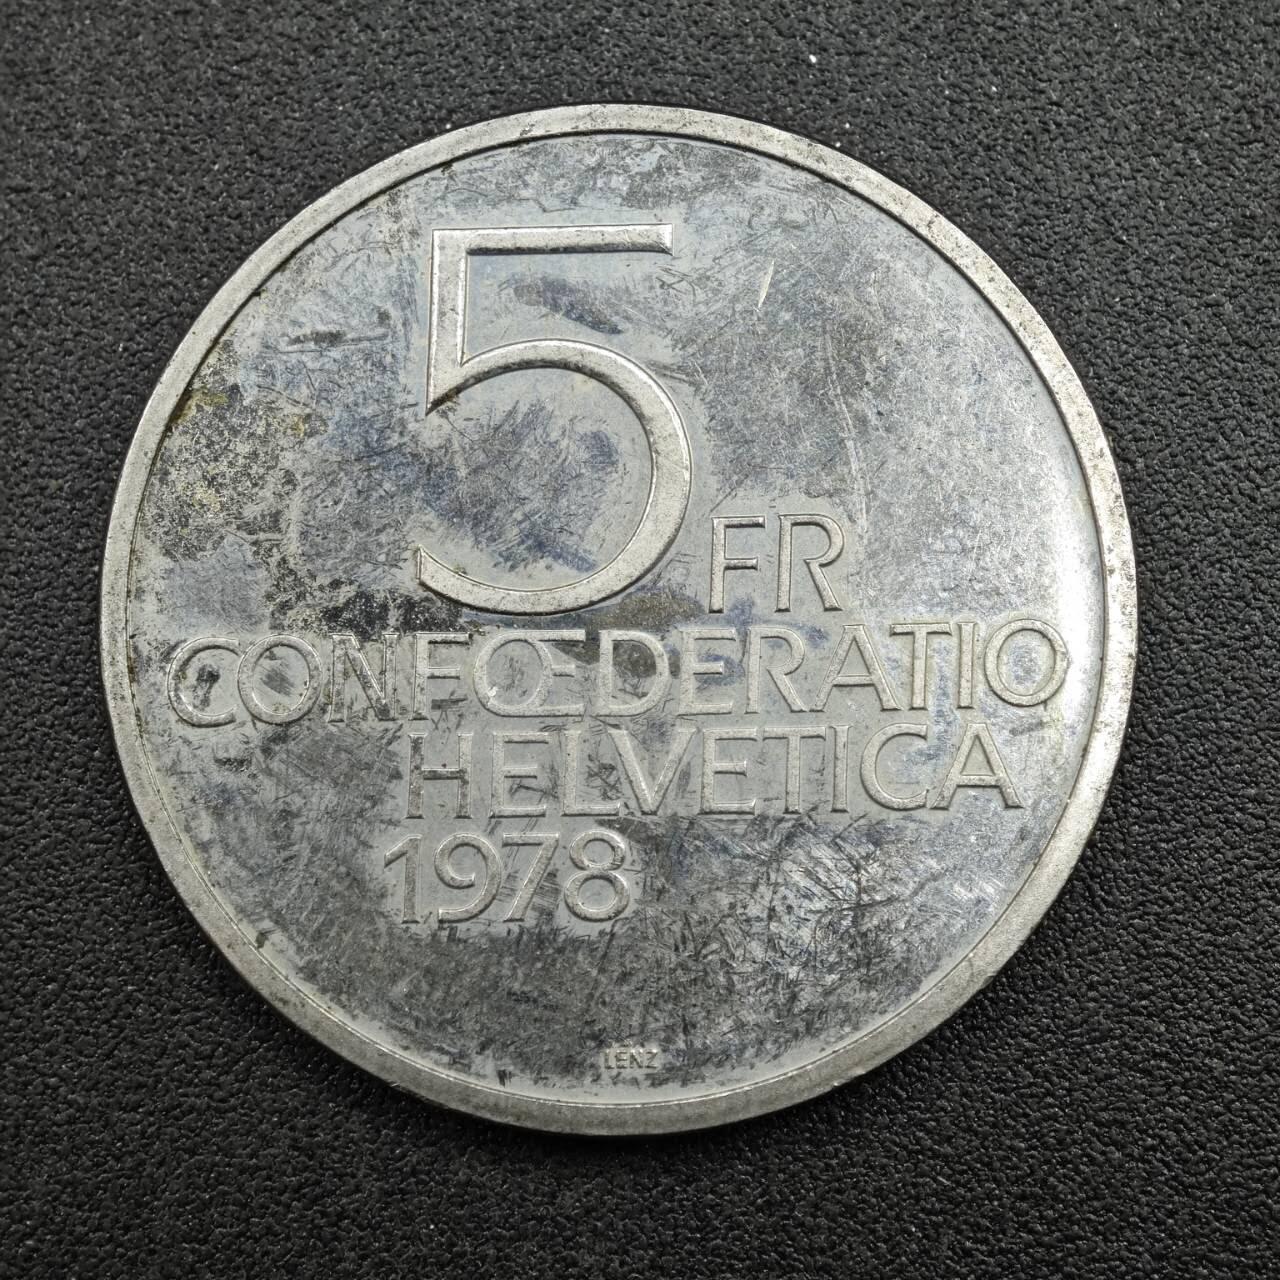 5 FR
CONFŒDERATIO
HELVETICA
1978
LENZ